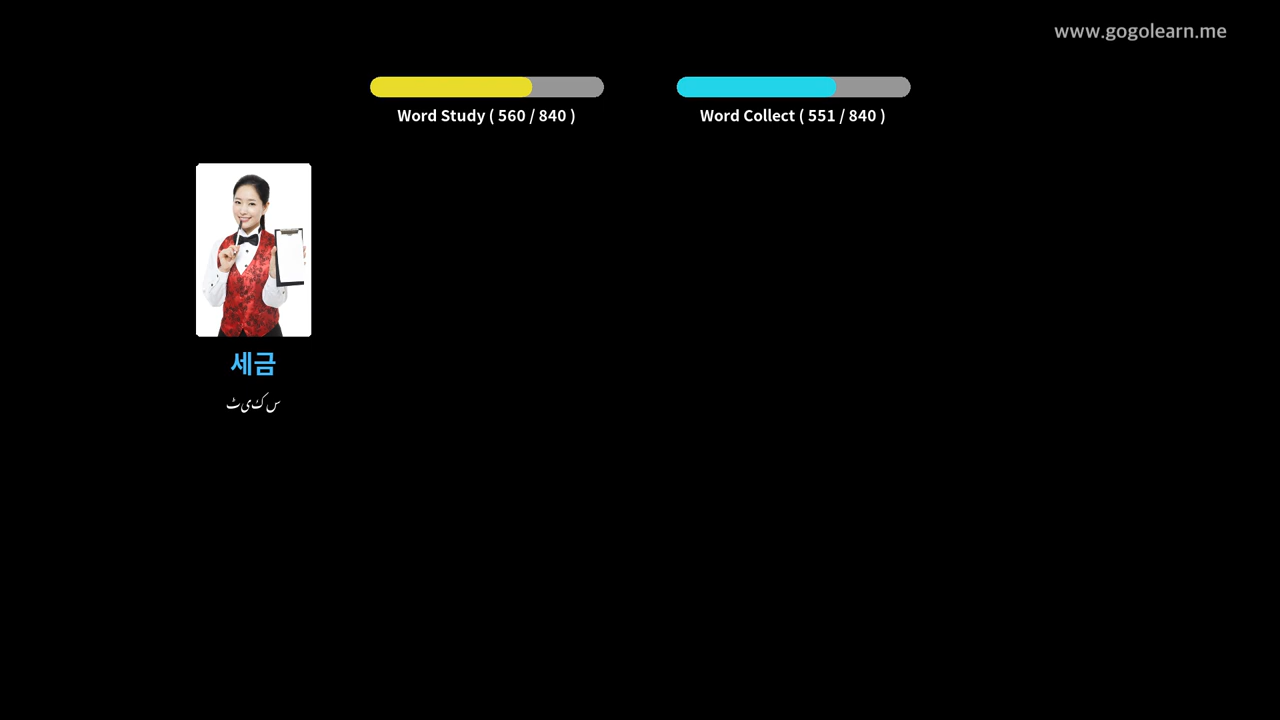 www.gogolearn.me
Word Study ( 560 / 840 )
Word Collect ( 551 / 840 )
세금
س ک ی ٹ